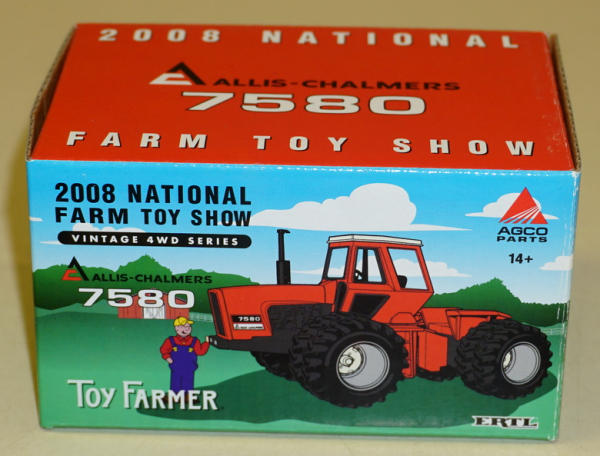 2008 NATIONAL
ALLIS-CHALMERS
7580
FARM TOY SHOW
2008 NATIONAL
FARM TOY SHOW
VINTAGE 4WD SERIES
ALLIS-CHALMERS
7580
AGCO
PARTS
14+
7580
TOY FARMER
ERTL